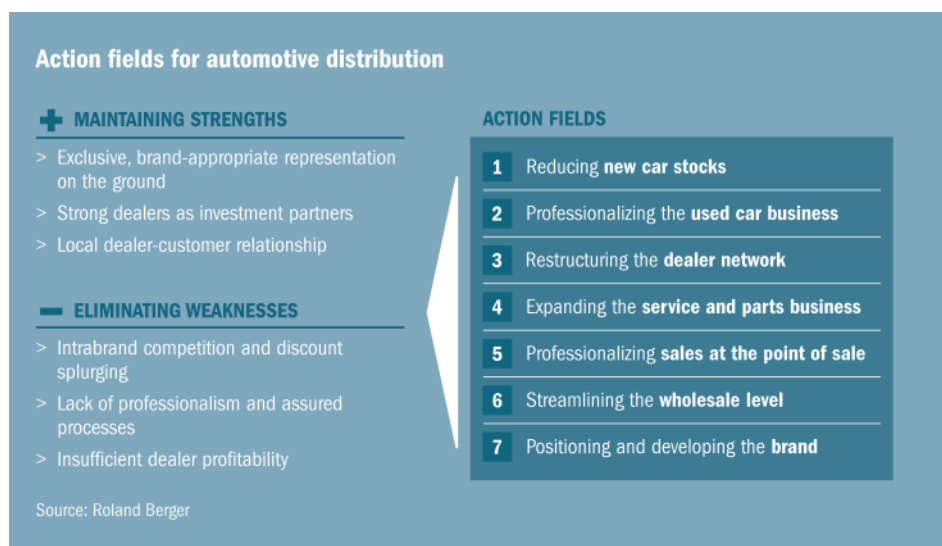 Action fields for automotive distribution
MAINTAINING STRENGTHS
> Exclusive, brand-appropriate representation
on the ground
> Strong dealers as investment partners
> Local dealer-customer relationship
ELIMINATING WEAKNESSES
> Intrabrand competition and discount
splurging
> Lack of professionalism and assured
processes
> Insufficient dealer profitability
ACTION FIELDS
1 Reducing new car stocks
2 Professionalizing the used car business
3 Restructuring the dealer network
4 Expanding the service and parts business
5 Professionalizing sales at the point of sale
6 Streamlining the wholesale level
7 Positioning and developing the brand
Source: Roland Berger